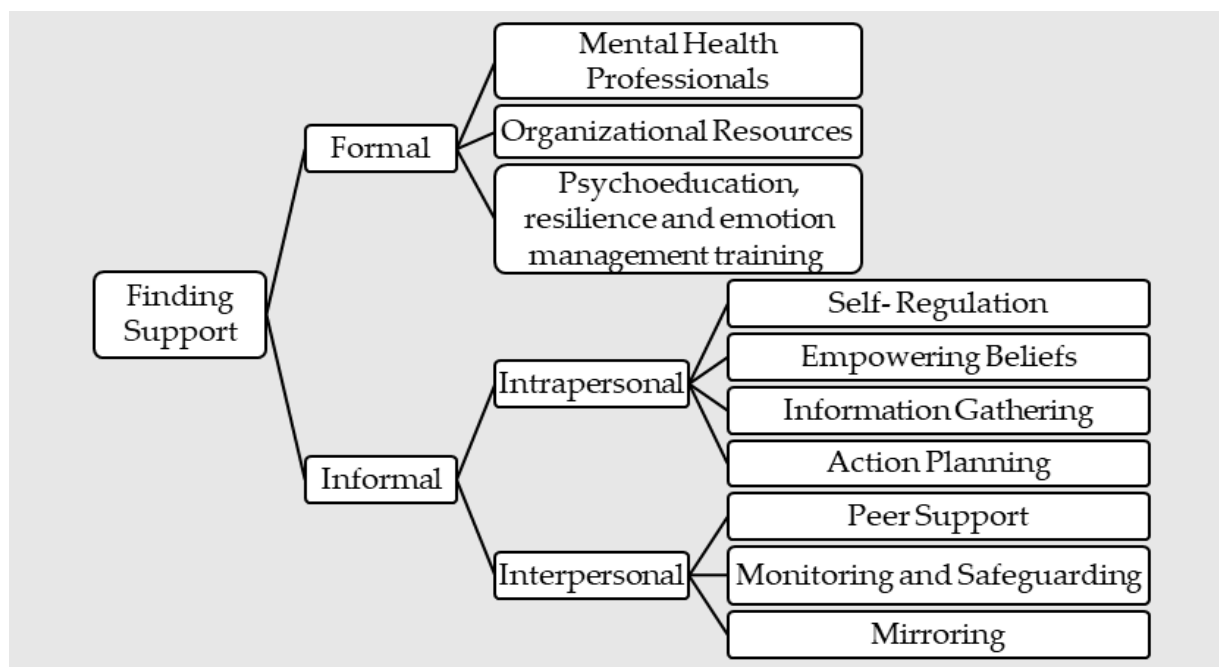 Finding
Support
Formal
Mental Health
Professionals
Organizational Resources
Psychoeducation,
resilience and emotion
management training
Informal
Intrapersonal
Self- Regulation
Empowering Beliefs
Information Gathering
Action Planning
Interpersonal
Peer Support
Monitoring and Safeguarding
Mirroring